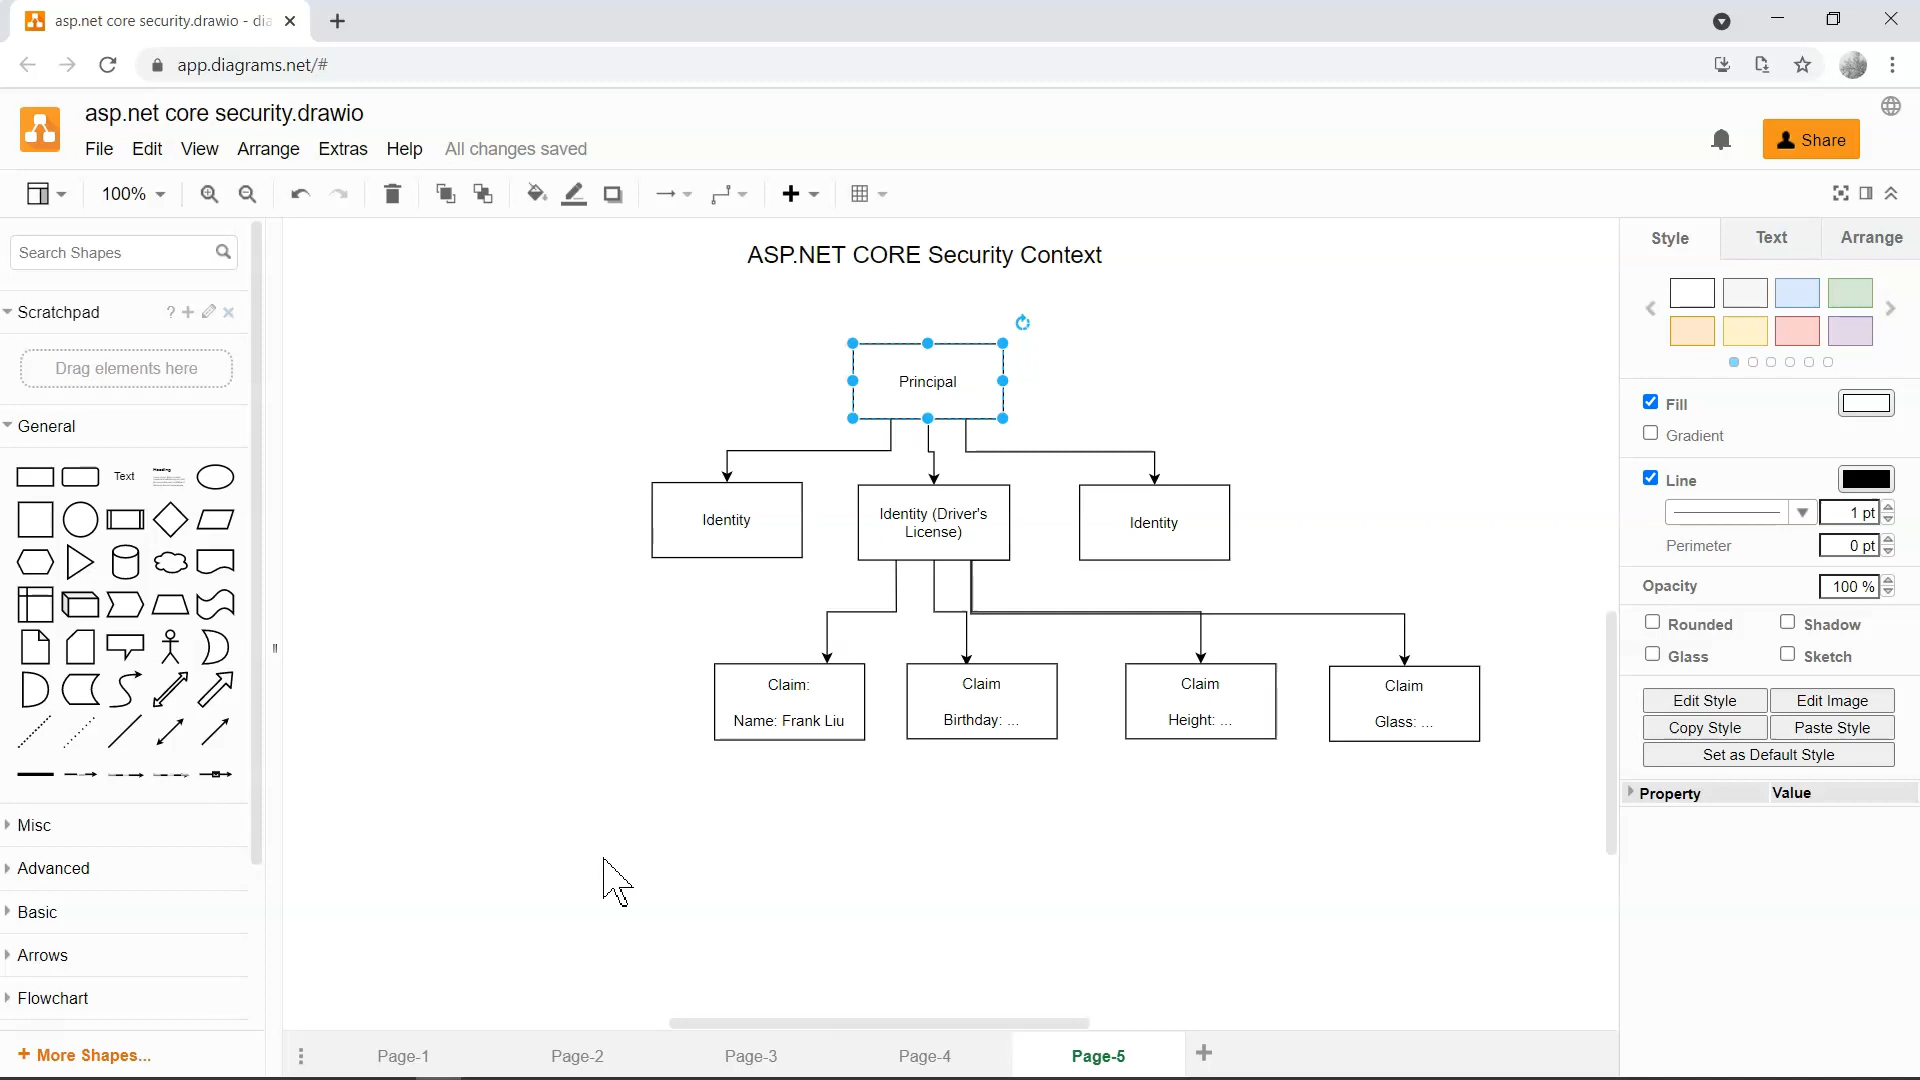 asp.net core security.drawio - dia
app.diagrams.net/#
asp.net core security.drawio
File Edit View Arrange Extras Help All changes saved
Share
100%
Search Shapes
Scratchpad
?
Drag elements here
General
Text
Heading
Misc
Advanced
Basic
Arrows
Flowchart
+ More Shapes...
ASP.NET CORE Security Context
Principal
Identity
Identity (Driver's
License)
Identity
Claim:
Name: Frank Liu
Claim
Birthday: ...
Claim
Height: ...
Claim
Glass: ...
Page-1
Page-2
Page-3
Page-4
Page-5
Style
Text
Arrange
Fill
Gradient
Line
1 pt
Perimeter
0 pt
Opacity
100 %
Rounded
Shadow
Glass
Sketch
Edit Style
Edit Image
Copy Style
Paste Style
Set as Default Style
Property
Value